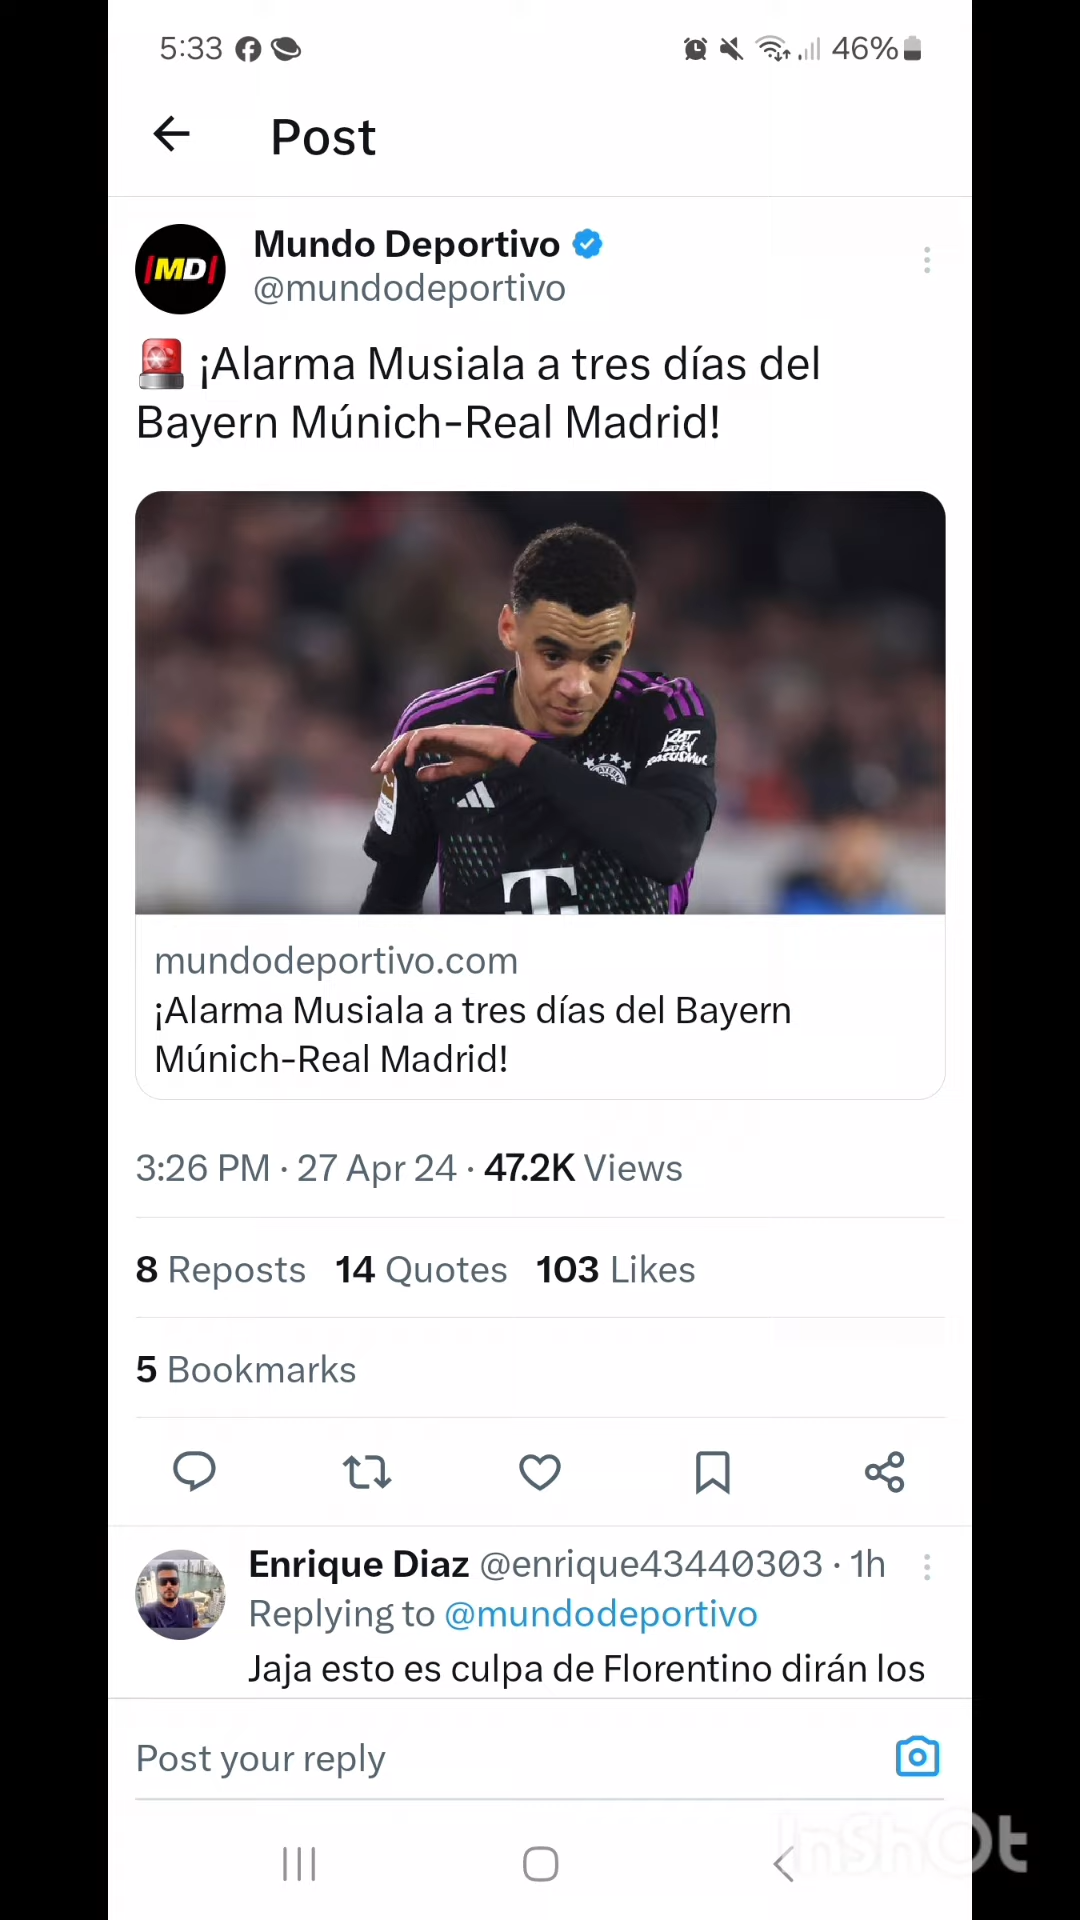 5:33
46%
Post
MD
Mundo Deportivo
@mundodeportivo
¡Alarma Musiala a tres días del
Bayern Múnich-Real Madrid!
T
mundodeportivo.com
¡Alarma Musiala a tres días del Bayern
Múnich-Real Madrid!
3:26 PM · 27 Apr 24 · 47.2K Views
8 Reposts 14 Quotes 103 Likes
5 Bookmarks
Enrique Diaz @enrique43440303 · 1h
Replying to @mundodeportivo
Jaja esto es culpa de Florentino dirán los
Post your reply
InShOt